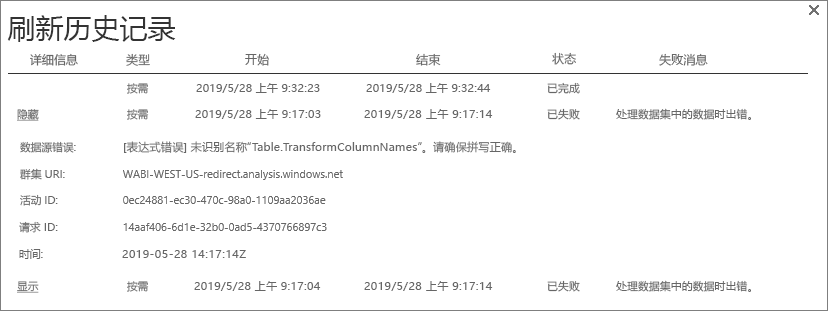 刷新历史记录
详细信息 类型 开始 结束 状态 失败消息
按需 2019/5/28 上午 9:32:23 2019/5/28 上午 9:32:44 已完成
隐藏 按需 2019/5/28 上午 9:17:03 2019/5/28 上午 9:17:14 已失败 处理数据集中的数据时出错。
数据源错误: [表达式错误] 未识别名称"Table.TransformColumnNames"。请确保拼写正确。
群集 URI: WABI-WEST-US-redirect.analysis.windows.net
活动 ID: 0ec24881-ec30-470c-98a0-1109aa2036ae
请求 ID: 14aaf406-6d1e-32b0-0ad5-4370766897c3
时间: 2019-05-28 14:17:14Z
显示 按需 2019/5/28 上午 9:17:04 2019/5/28 上午 9:17:14 已失败 处理数据集中的数据时出错。